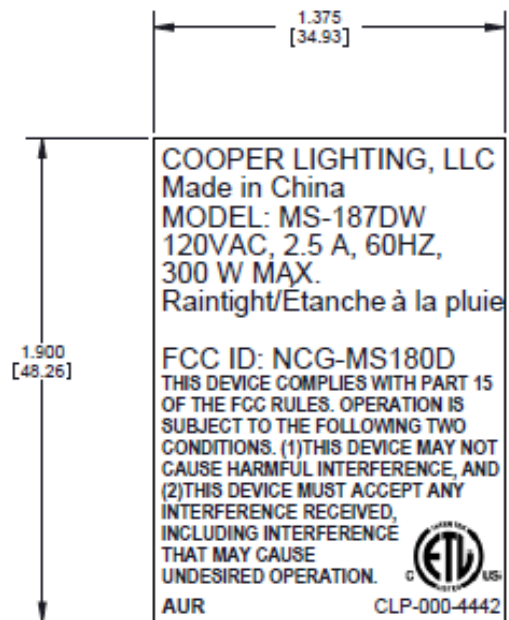 1.375
[34.93]
COOPER LIGHTING, LLC
Made in China
MODEL: MS-187DW
120VAC, 2.5 A, 60HZ,
300 W MAX.
Raintight/Étanche à la pluie
1.900
[48.26]
FCC ID: NCG-MS180D
THIS DEVICE COMPLIES WITH PART 15
OF THE FCC RULES. OPERATION IS
SUBJECT TO THE FOLLOWING TWO
CONDITIONS. (1)THIS DEVICE MAY NOT
CAUSE HARMFUL INTERFERENCE, AND
(2)THIS DEVICE MUST ACCEPT ANY
INTERFERENCE RECEIVED,
INCLUDING INTERFERENCE
THAT MAY CAUSE
UNDESIRED OPERATION.
C ETL US
AUR CLP-000-4442